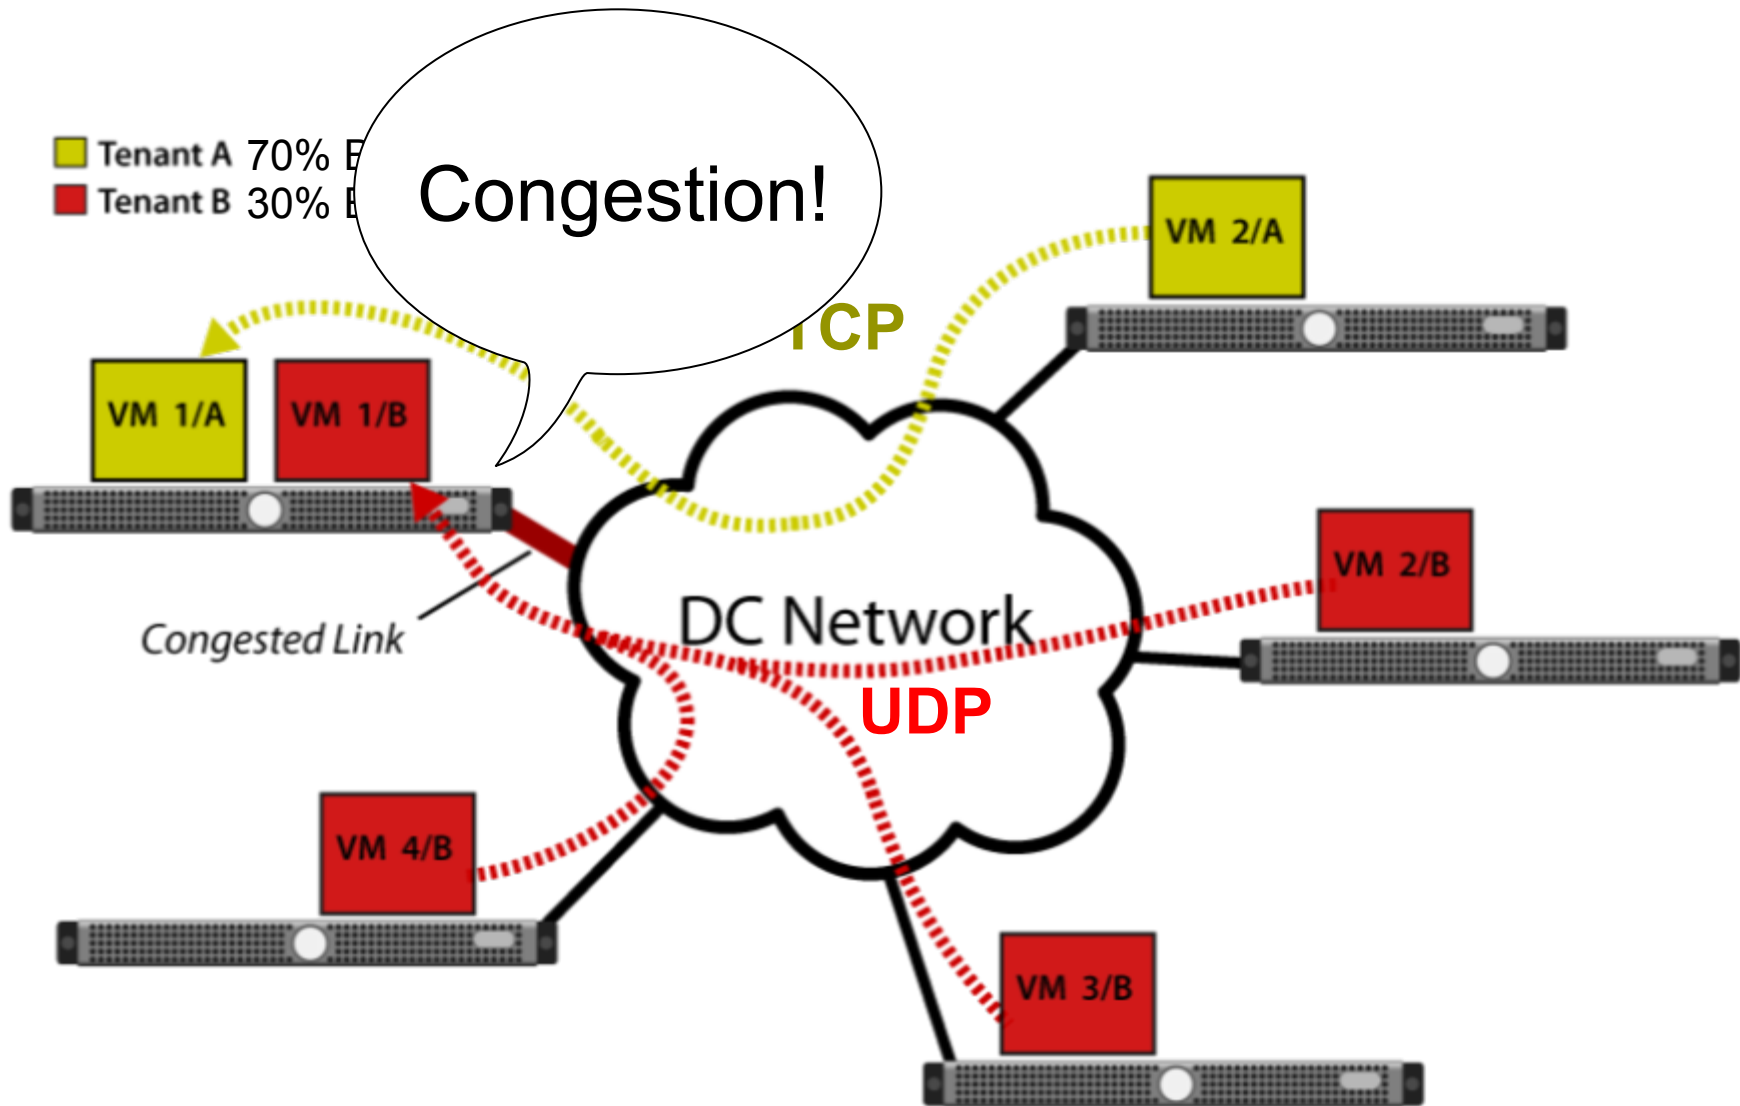 Congestion!
Tenant A 70%
Tenant B 30%
VM 2/A
TCP
VM 1/A
VM 1/B
VM 2/B
DC Network
Congested Link
UDP
VM 4/B
VM 3/B